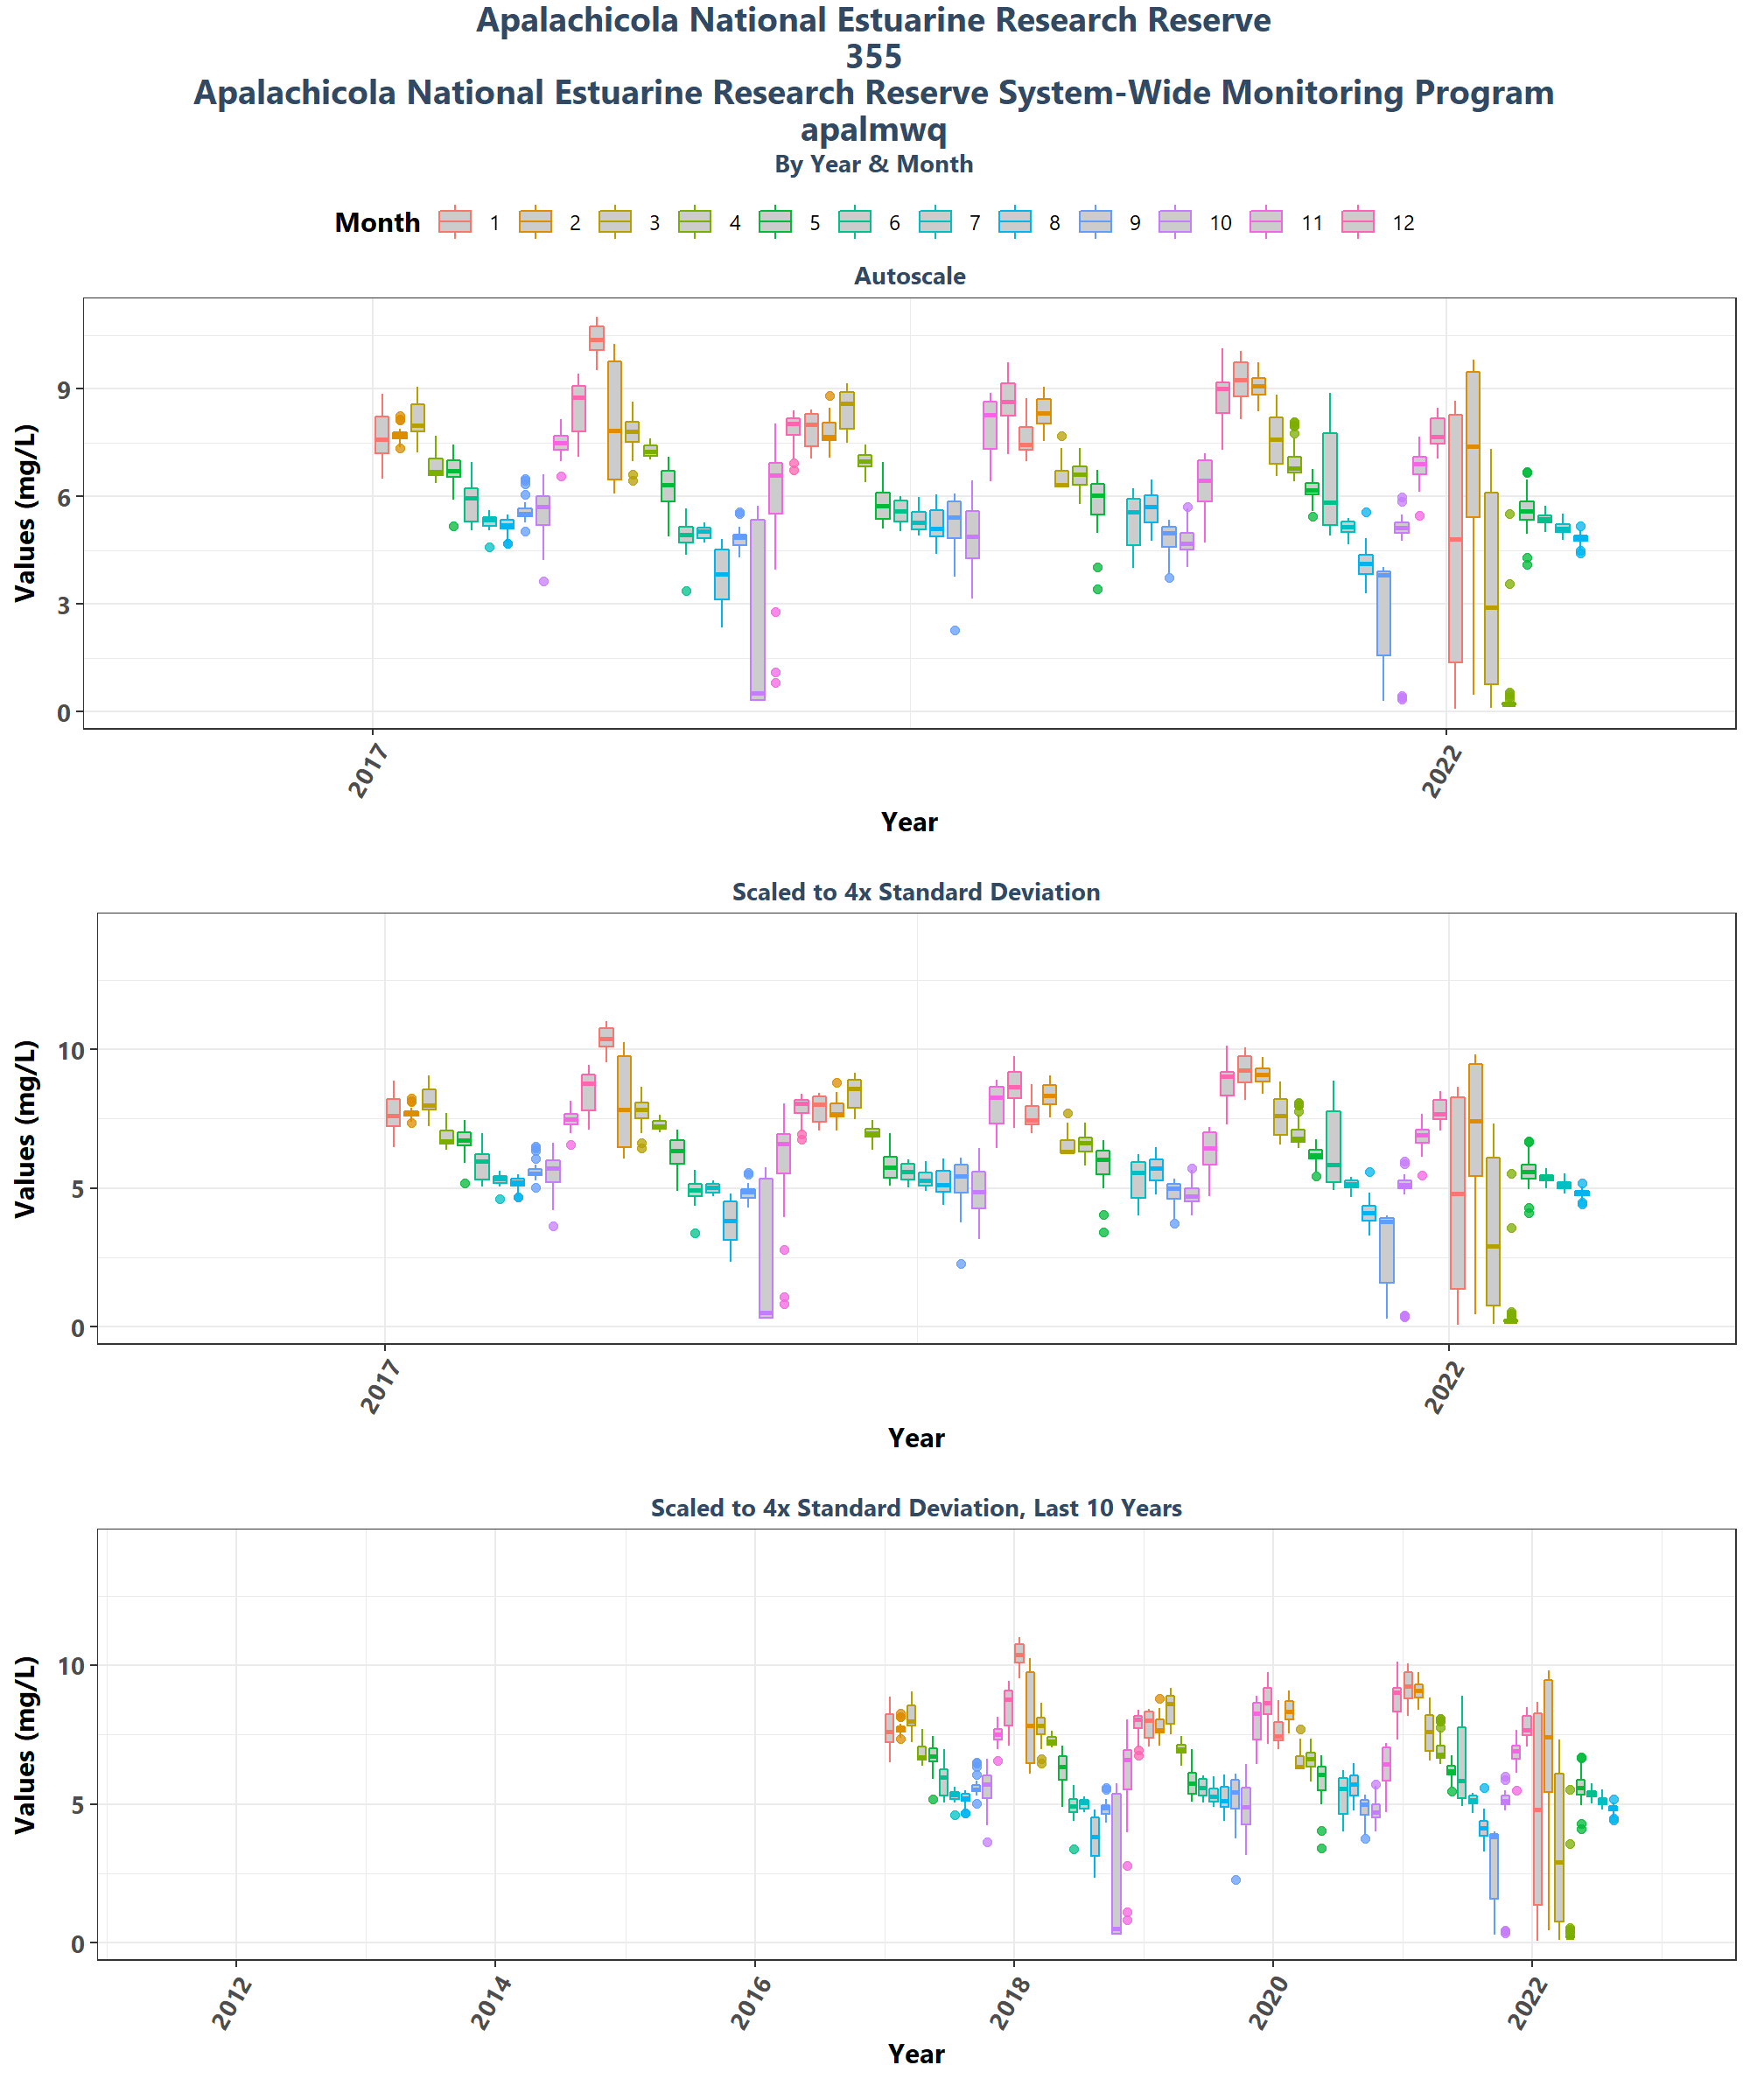 Apalachicola National Estuarine Research Reserve
355
Apalachicola National Estuarine Research Reserve System-Wide Monitoring Program
apalmwq
By Year & Month
Month 1 2 3 4 5 6 7 8 9 10 11 12
Autoscale
Values (mg/L)
9
6
3
0
2017 2022
Year
Scaled to 4x Standard Deviation
Values (mg/L)
10
5
0
2017 2022
Year
Scaled to 4x Standard Deviation, Last 10 Years
Values (mg/L)
10
5
0
2012 2014 2016 2018 2020 2022
Year